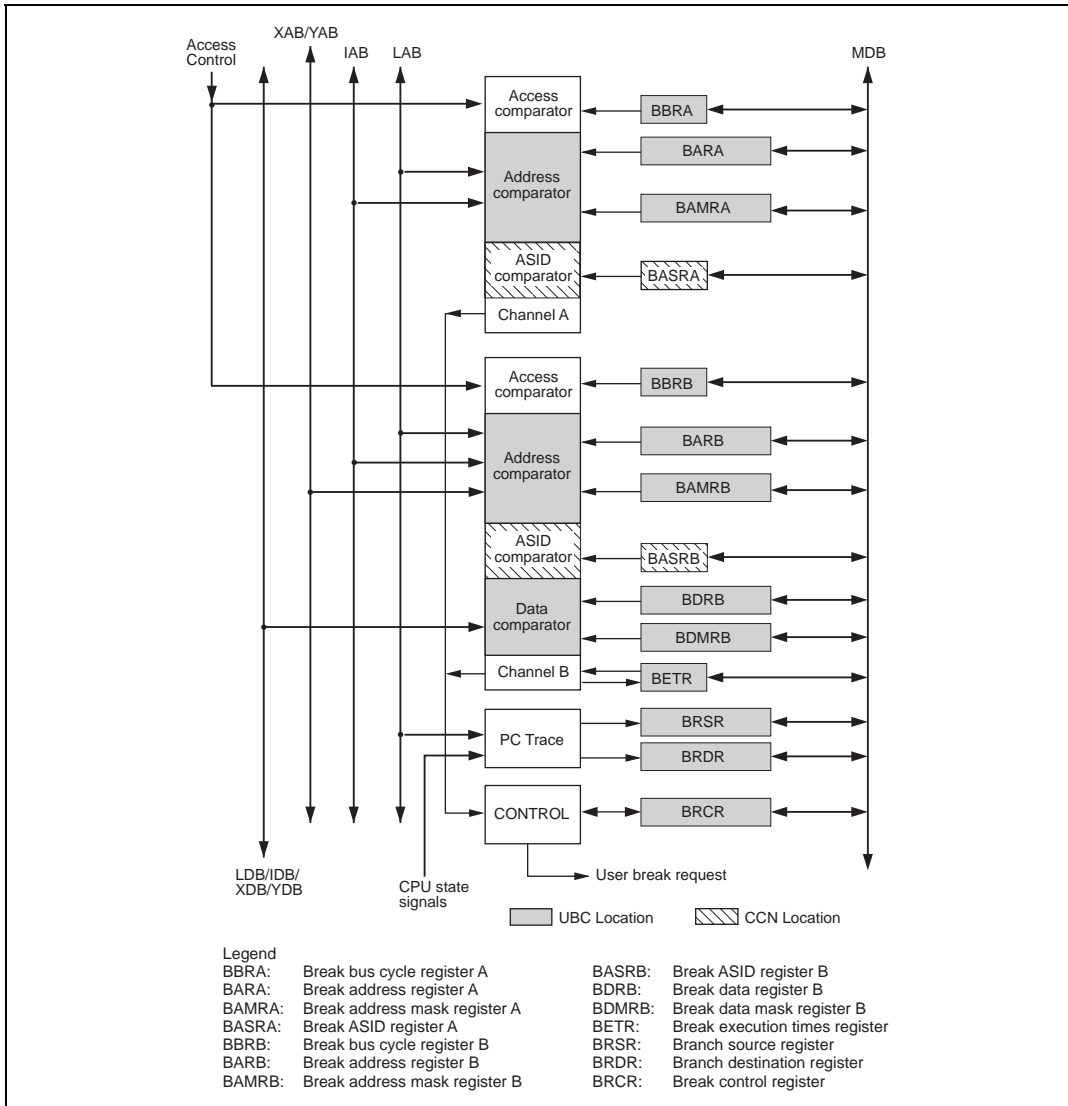 Access
Control
XAB/YAB
IAB
LAB
MDB
Access
comparator
BBRA
BARA
Address
comparator
BAMRA
ASID
comparator
BASRA
Channel A
Access
comparator
BBRB
BARB
Address
comparator
BAMRB
ASID
comparator
BASRB
BDRB
Data
comparator
BDMRB
Channel B
BETR
BRSR
PC Trace
BRDR
CONTROL
BRCR
LDB/IDB/
XDB/YDB
CPU state
signals
User break request
UBC Location
CCN Location
Legend
BBRA: Break bus cycle register A
BARA: Break address register A
BAMRA: Break address mask register A
BASRA: Break ASID register A
BBRB: Break bus cycle register B
BARB: Break address register B
BAMRB: Break address mask register B
BASRB: Break ASID register B
BDRB: Break data register B
BDMRB: Break data mask register B
BETR: Break execution times register
BRSR: Branch source register
BRDR: Branch destination register
BRCR: Break control register